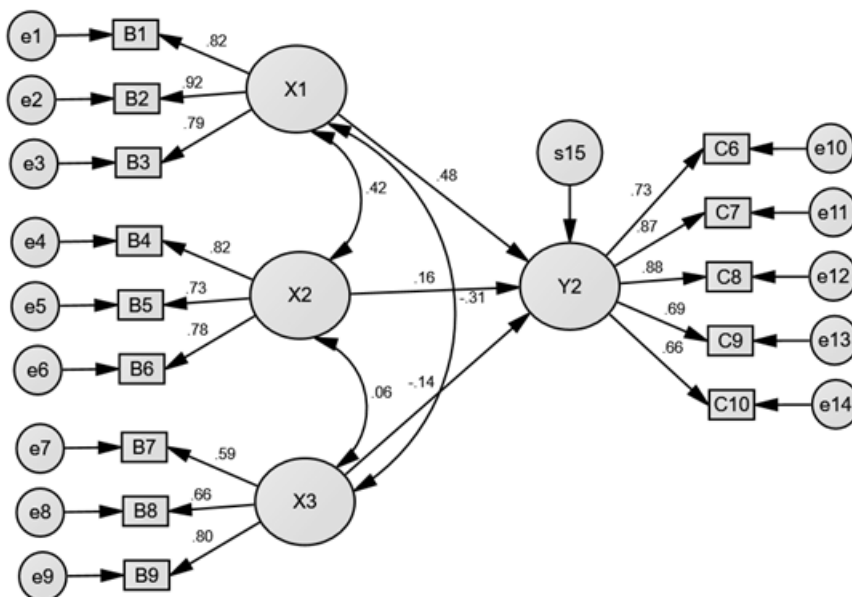 e1 B1 .82
e2 B2 .92
e3 B3 .79
X1
e4 B4 .82
e5 B5 .73
e6 B6 .78
X2
e7 B7 .59
e8 B8 .66
e9 B9 .80
X3
.42
.06
-.31
.48
.16
-.14
s15
Y2
.73 C6 e10
.87 C7 e11
.88 C8 e12
.69 C9 e13
.66 C10 e14